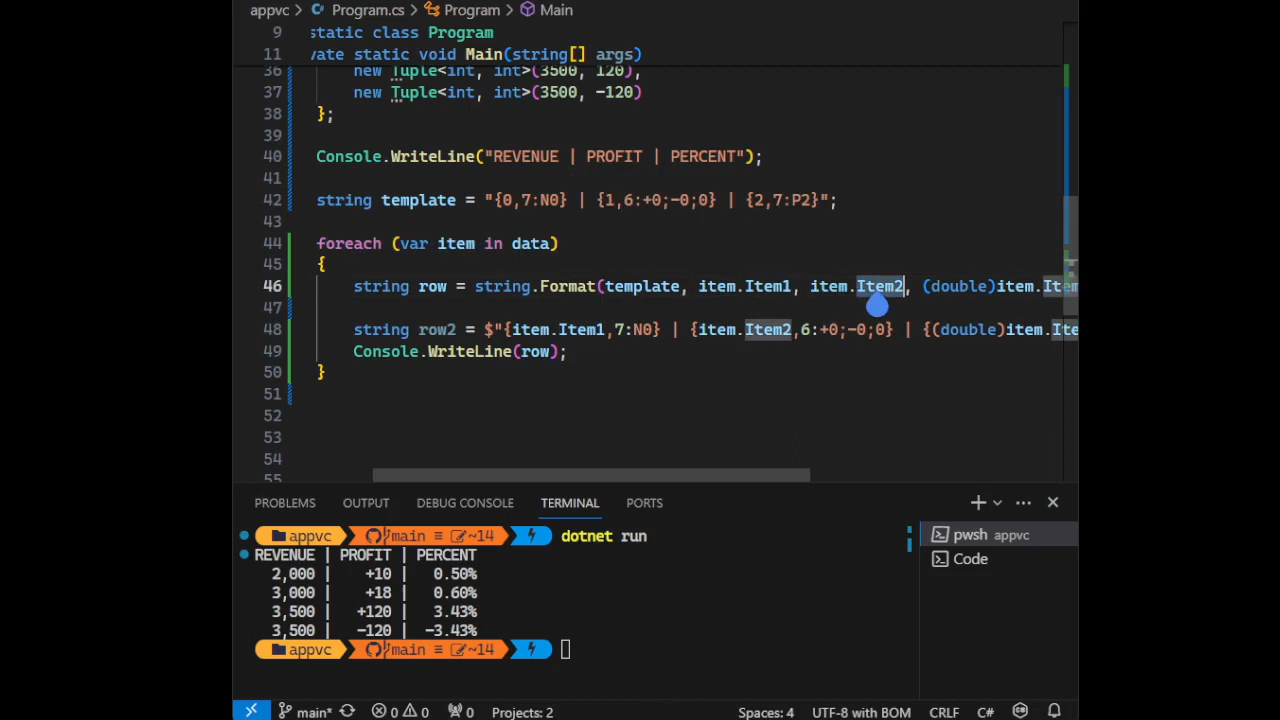 appvc > Program.cs > Program > Main
9 static class Program
11 vate static void Main(string[] args)
36 new Tuple<int, int>(3500, 120),
37 new Tuple<int, int>(3500, -120)
38 };
39
40 Console.WriteLine("REVENUE | PROFIT | PERCENT");
41
42 string template = "{0,7:N0} | {1,6:+0;-0;0} | {2,7:P2}";
43
44 foreach (var item in data)
45 {
46 string row = string.Format(template, item.Item1, item.Item2, (double)item.Item
47
48 string row2 = $"{item.Item1,7:N0} | {item.Item2,6:+0;-0;0} | {(double)item.Ite
49 Console.WriteLine(row);
50 }
51
52
53
54
55
PROBLEMS OUTPUT DEBUG CONSOLE TERMINAL PORTS
appvc main ≡ ~14 dotnet run
REVENUE | PROFIT | PERCENT
2,000 | +10 | 0.50%
3,000 | +18 | 0.60%
3,500 | +120 | 3.43%
3,500 | -120 | -3.43%
appvc main ≡ ~14
pwsh appvc
Code
main* 0 0 0 Projects: 2 Spaces: 4 UTF-8 with BOM CRLF C#